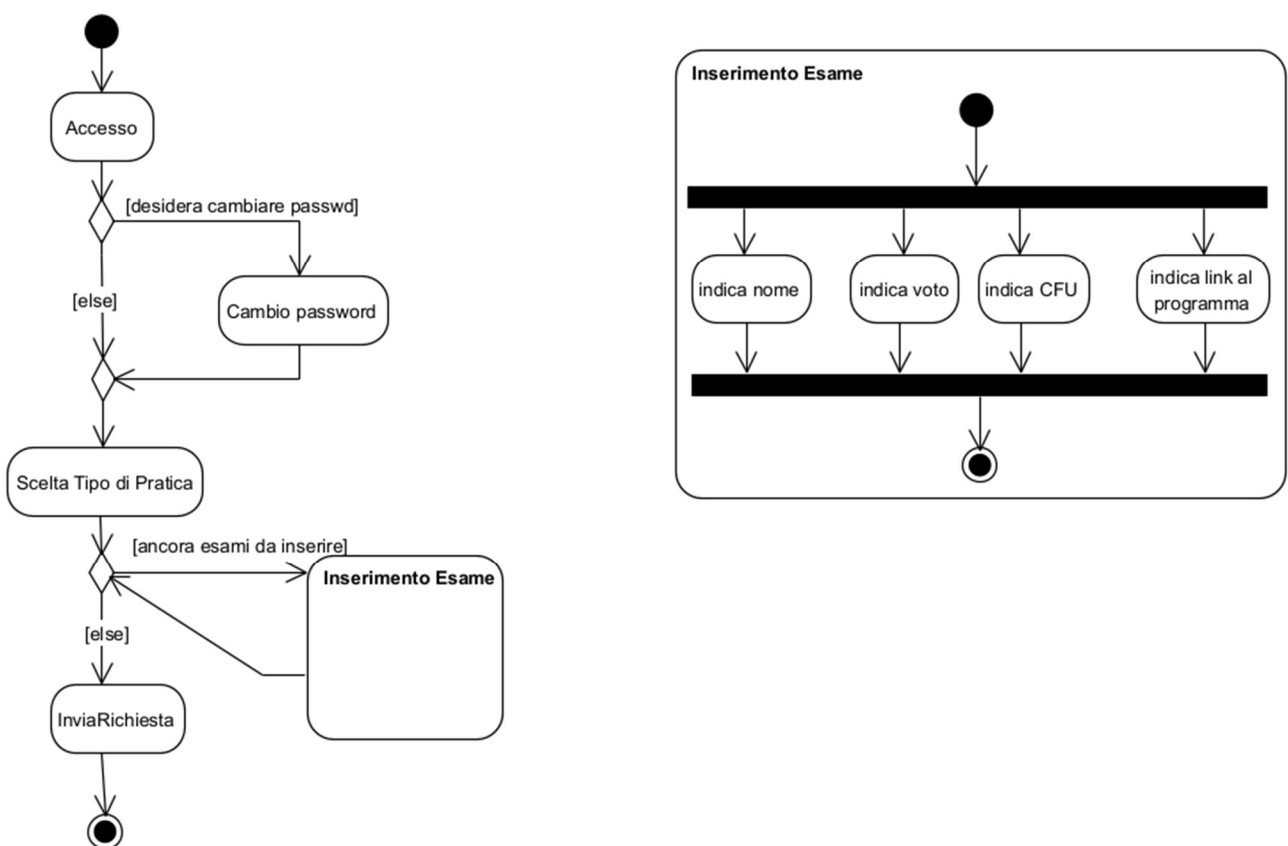 Accesso
[desidera cambiare passwd]
[else]
Cambio password
Scelta Tipo di Pratica
[ancora esami da inserire]
Inserimento Esame
[else]
InviaRichiesta
Inserimento Esame
indica nome
indica voto
indica CFU
indica link al
programma